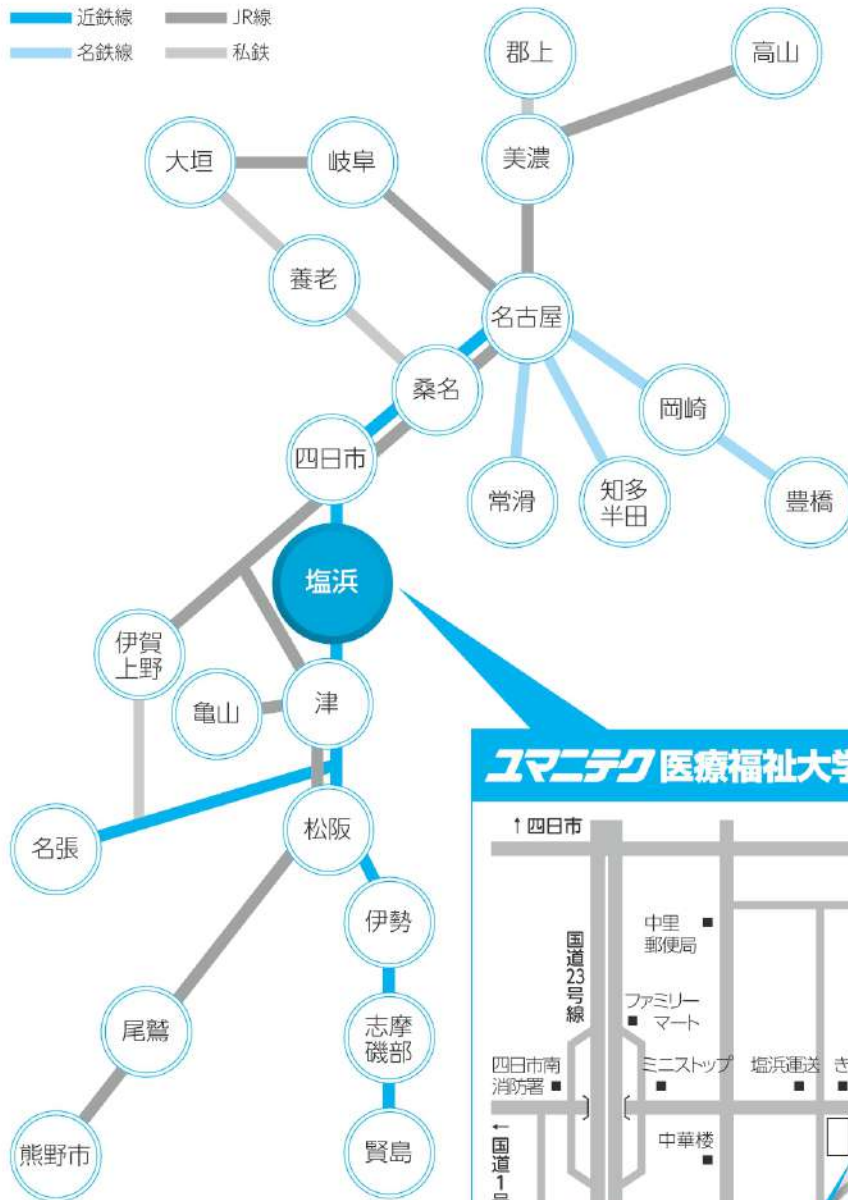 近鉄線
JR線
名鉄線
私鉄
郡上
高山
大垣
岐阜
美濃
養老
名古屋
桑名
岡崎
四日市
常滑
知多
半田
豊橋
塩浜
伊賀
上野
亀山
津
名張
松阪
伊勢
尾鷲
志摩
磯部
熊野市
賢島
ユマニテク医療福祉大学
↑四日市
国道23号線
中里
郵便局
ファミリー
マート
四日市南
消防署
ミニストップ
塩浜運送
き
中華楼
←国道1号